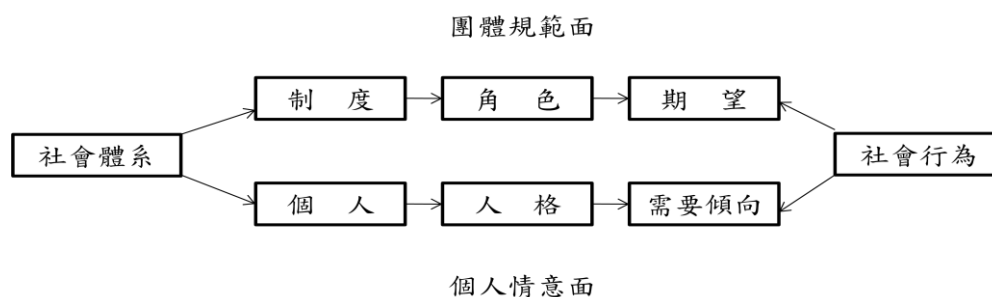 團體規範面
制　度
角　色
期　望
社會體系
社會行為
個　人
人　格
需要傾向
個人情意面